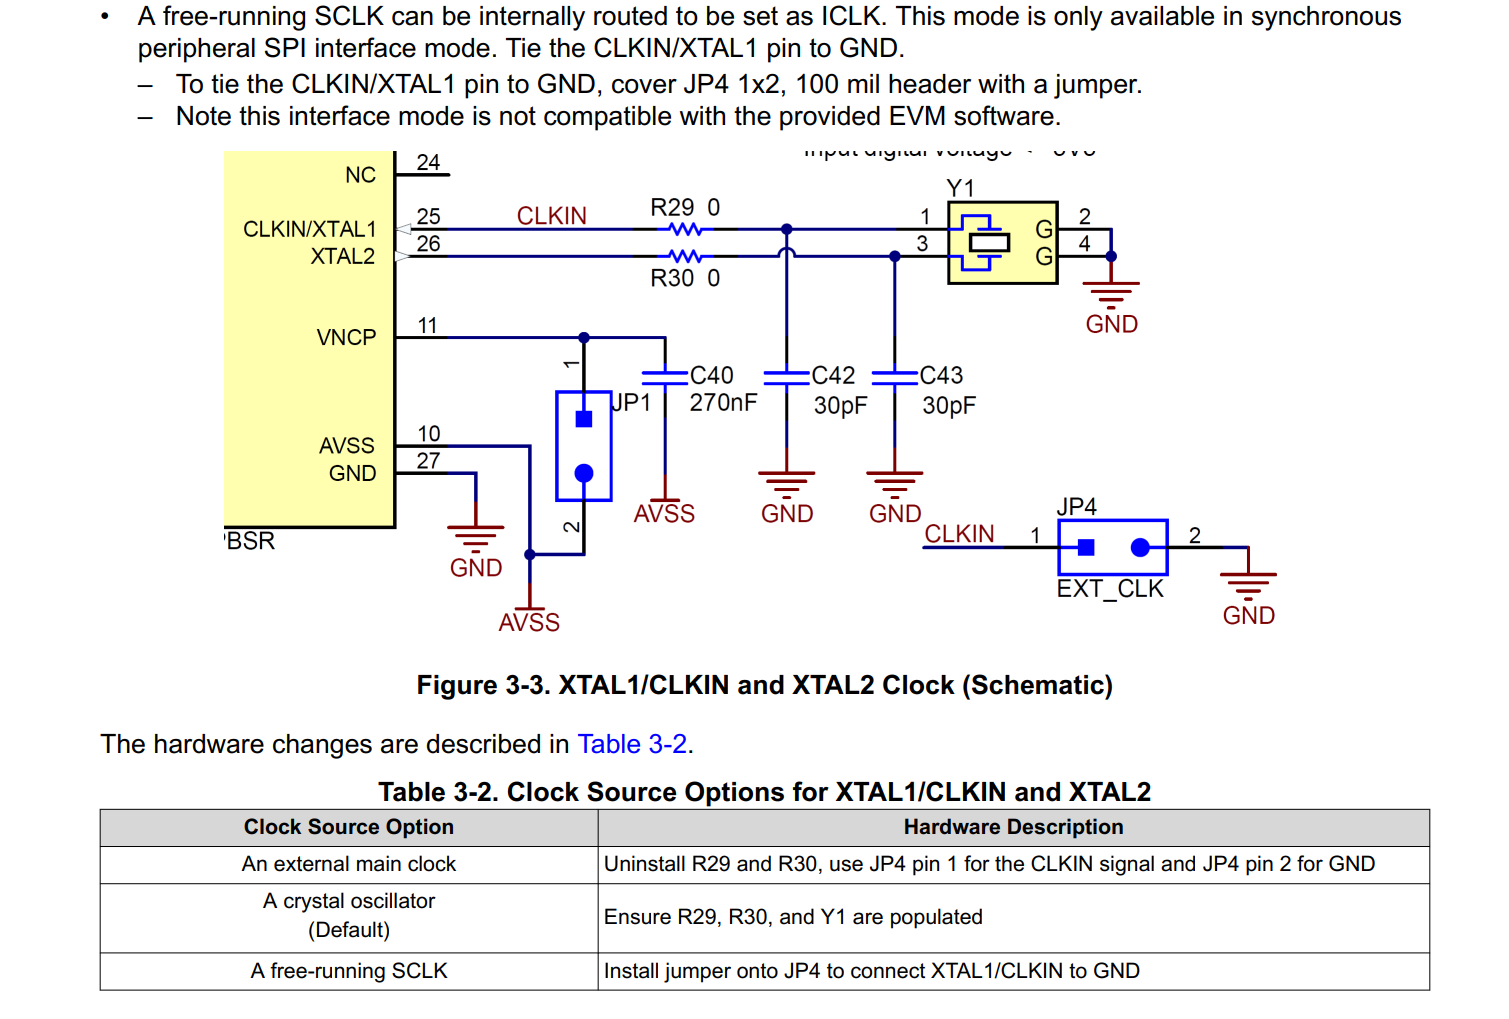 • A free-running SCLK can be internally routed to be set as ICLK. This mode is only available in synchronous
peripheral SPI interface mode. Tie the CLKIN/XTAL1 pin to GND.
– To tie the CLKIN/XTAL1 pin to GND, cover JP4 1x2, 100 mil header with a jumper.
– Note this interface mode is not compatible with the provided EVM software.
NC 24
Y1
CLKIN/XTAL1 25 CLKIN R29 0 1 G 2
XTAL2 26 R30 0 3 G 4
GND
VNCP 11
1
JP1
2
C40
270nF
AVSS
C42
30pF
GND
C43
30pF
GND
AVSS 10
GND 27
GND
AVSS
BSR
JP4
CLKIN 1 2
EXT_CLK
GND
Figure 3-3. XTAL1/CLKIN and XTAL2 Clock (Schematic)
The hardware changes are described in Table 3-2.
Table 3-2. Clock Source Options for XTAL1/CLKIN and XTAL2
Clock Source Option Hardware Description
An external main clock Uninstall R29 and R30, use JP4 pin 1 for the CLKIN signal and JP4 pin 2 for GND
A crystal oscillator
(Default)
Ensure R29, R30, and Y1 are populated
A free-running SCLK Install jumper onto JP4 to connect XTAL1/CLKIN to GND